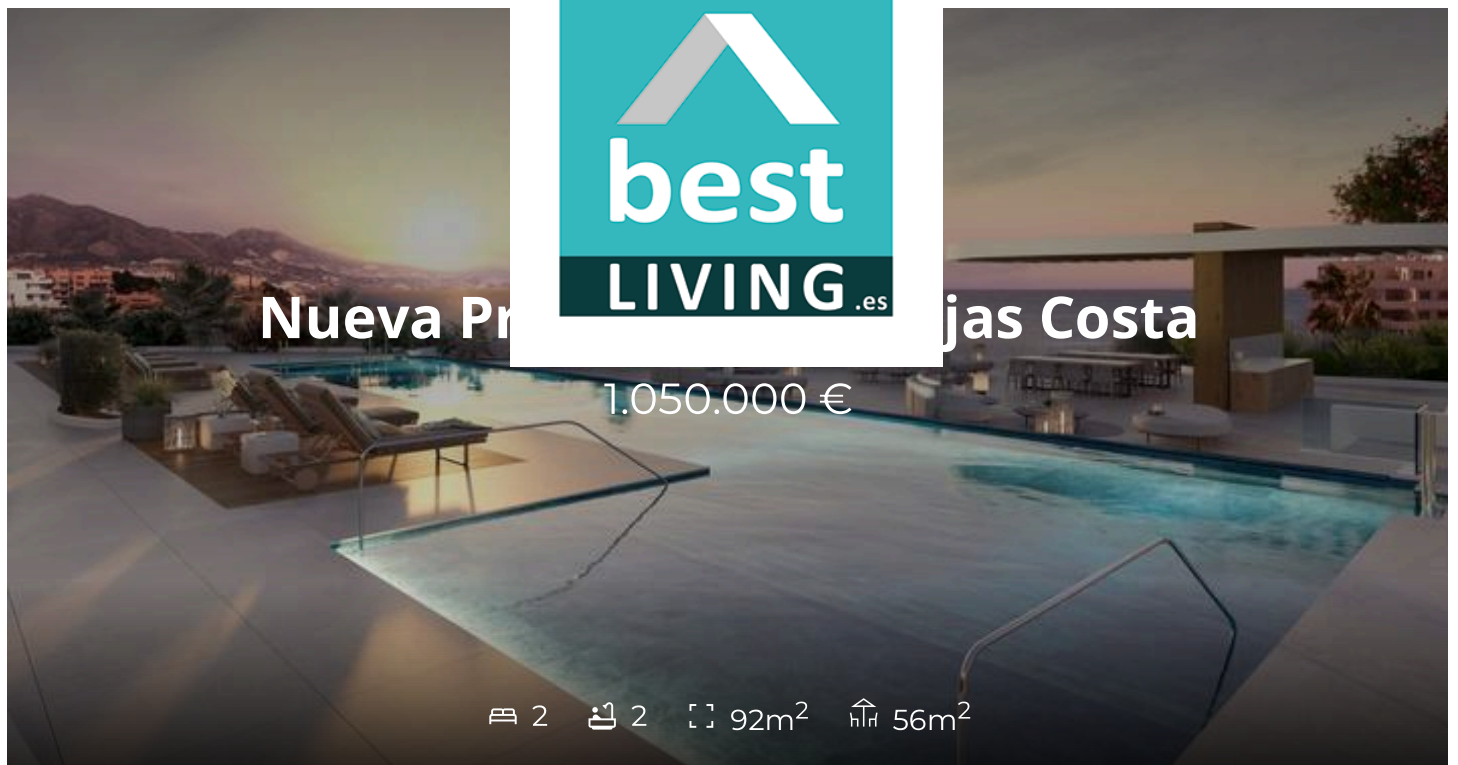 best
LIVING.es
Nueva Pr jas Costa
1.050.000 €
2 2 92m² 56m²